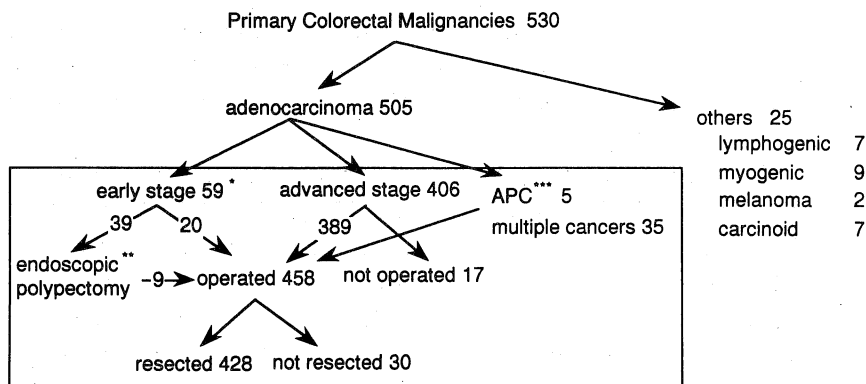 Primary Colorectal Malignancies 530
adenocarcinoma 505
others 25
lymphogenic 7
myogenic 9
melanoma 2
carcinoid 7
early stage 59 *
advanced stage 406
APC*** 5
multiple cancers 35
39
20
389
endoscopic**
polypectomy
-9
operated 458
not operated 17
resected 428
not resected 30